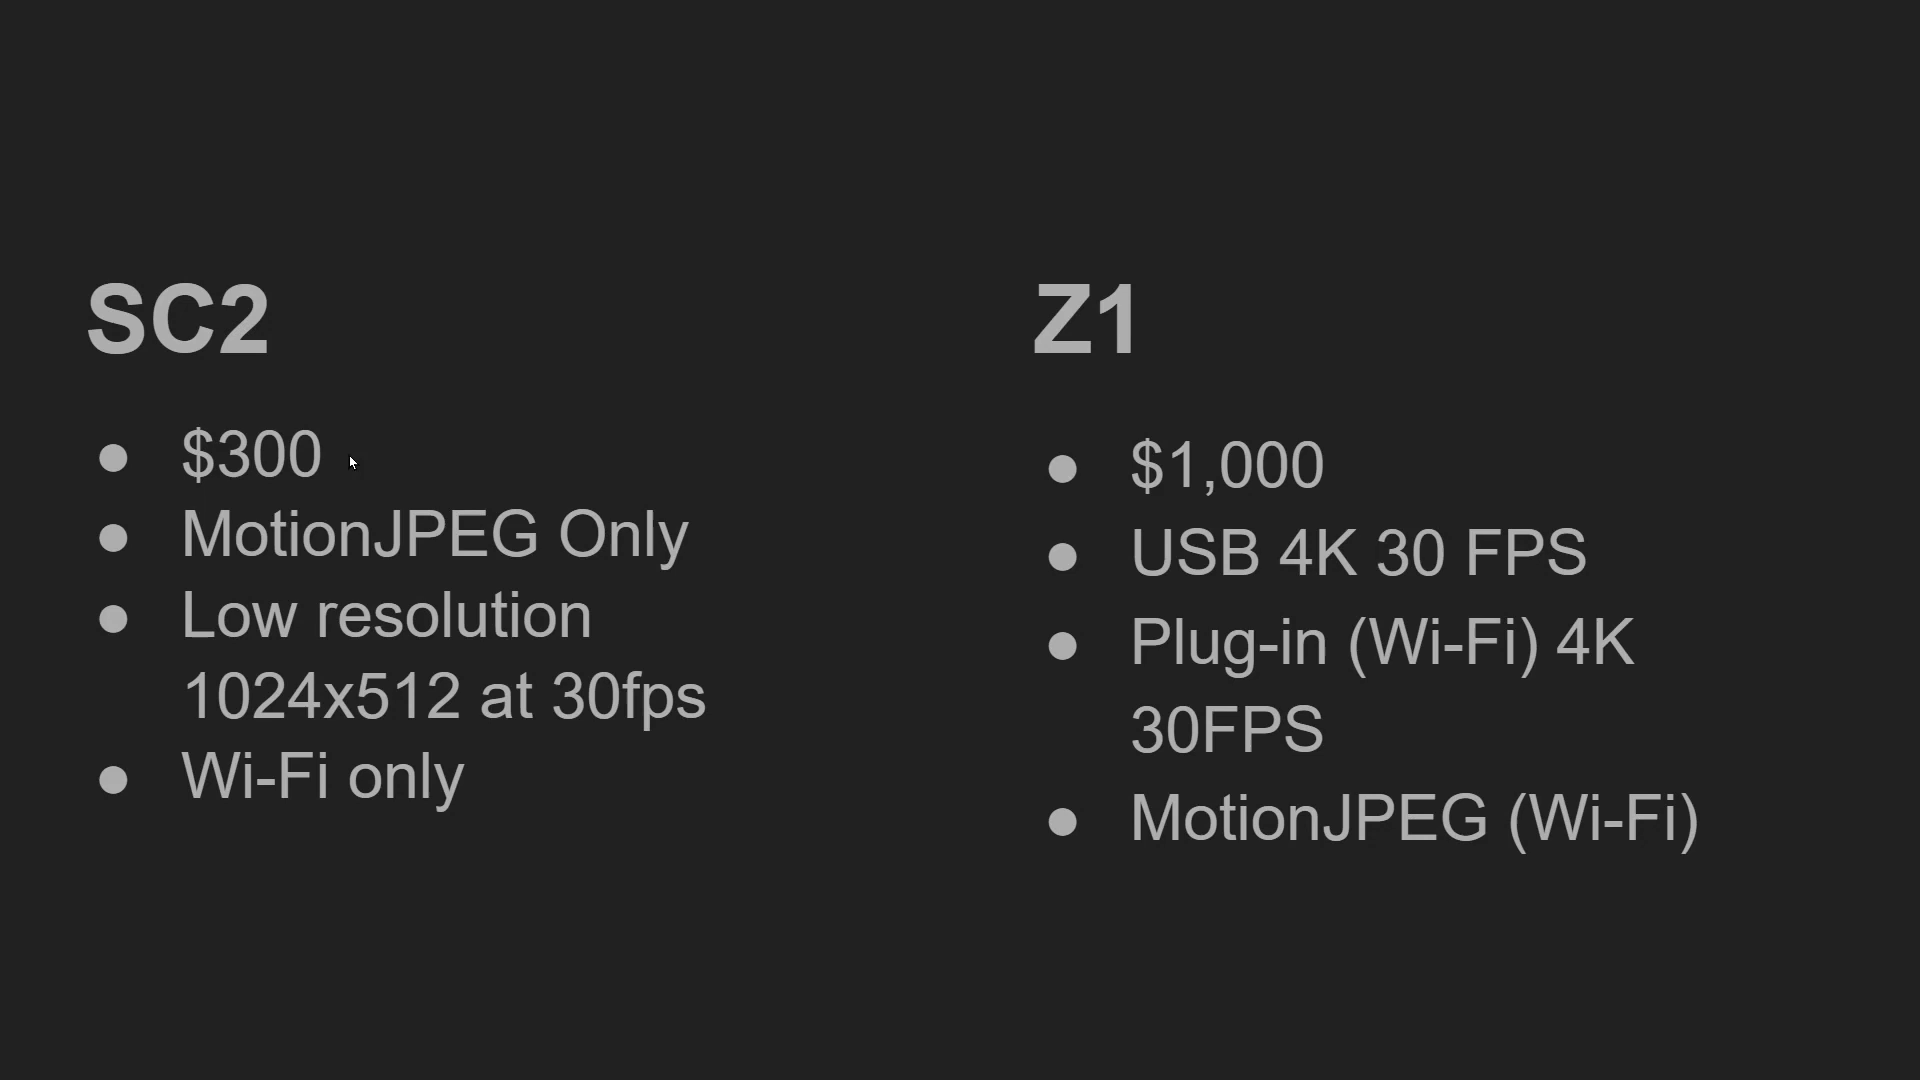 SC2
● $300
● MotionJPEG Only
● Low resolution
1024x512 at 30fps
● Wi-Fi only
Z1
● $1,000
● USB 4K 30 FPS
● Plug-in (Wi-Fi) 4K
30FPS
● MotionJPEG (Wi-Fi)